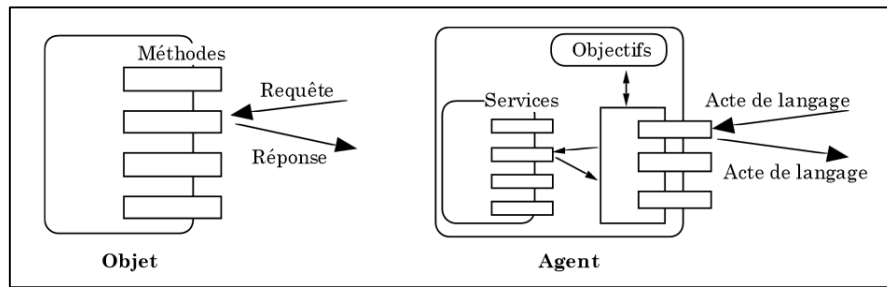 Méthodes
Requête
Réponse
Objet
Objectifs
Services
Acte de langage
Acte de langage
Agent